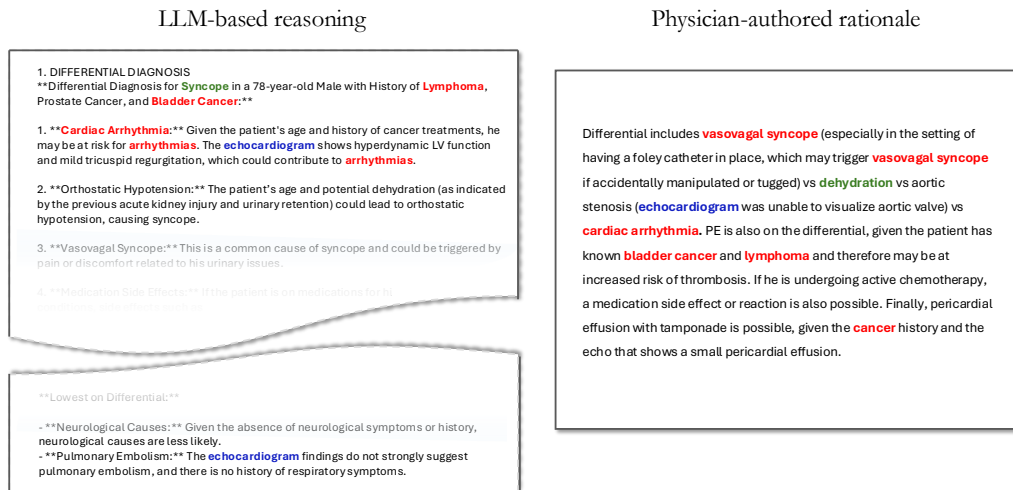 LLM-based reasoning
1. DIFFERENTIAL DIAGNOSIS
**Differential Diagnosis for Syncope in a 78-year-old Male with History of Lymphoma,
Prostate Cancer, and Bladder Cancer:**
1. **Cardiac Arrhythmia:** Given the patient's age and history of cancer treatments, he
may be at risk for arrhythmias. The echocardiogram shows hyperdynamic LV function
and mild tricuspid regurgitation, which could contribute to arrhythmias.
2. **Orthostatic Hypotension:** The patient's age and potential dehydration (as indicated
by the previous acute kidney injury and urinary retention) could lead to orthostatic
hypotension, causing syncope.
3. **Vasovagal Syncope:** This is a common cause of syncope and could be triggered by
pain or discomfort related to his urinary issues.
4. **Medication Side Effects:** If the patient is on medications for hi
**Lowest on Differential:**
- **Neurological Causes:** Given the absence of neurological symptoms or history,
neurological causes are less likely.
- **Pulmonary Embolism:** The echocardiogram findings do not strongly suggest
pulmonary embolism, and there is no history of respiratory symptoms.
Physician-authored rationale
Differential includes vasovagal syncope (especially in the setting of
having a foley catheter in place, which may trigger vasovagal syncope
if accidentally manipulated or tugged) vs dehydration vs aortic
stenosis (echocardiogram was unable to visualize aortic valve) vs
cardiac arrhythmia. PE is also on the differential, given the patient has
known bladder cancer and lymphoma and therefore may be at
increased risk of thrombosis. If he is undergoing active chemotherapy,
a medication side effect or reaction is also possible. Finally, pericardial
effusion with tamponade is possible, given the cancer history and the
echo that shows a small pericardial effusion.